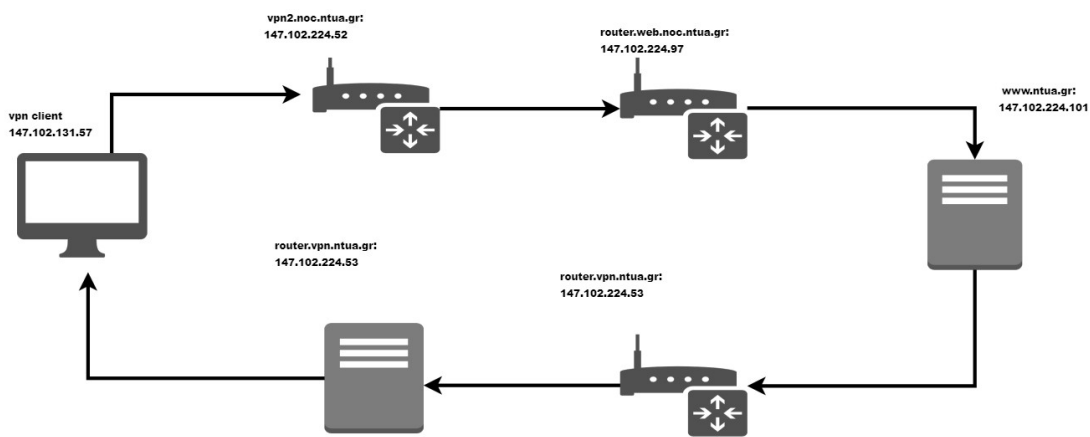 vpn2.noc.ntua.gr:
147.102.224.52
router.web.noc.ntua.gr:
147.102.224.97
www.ntua.gr:
147.102.224.101
vpn client
147.102.131.57
router.vpn.ntua.gr:
147.102.224.53
router.vpn.ntua.gr:
147.102.224.53